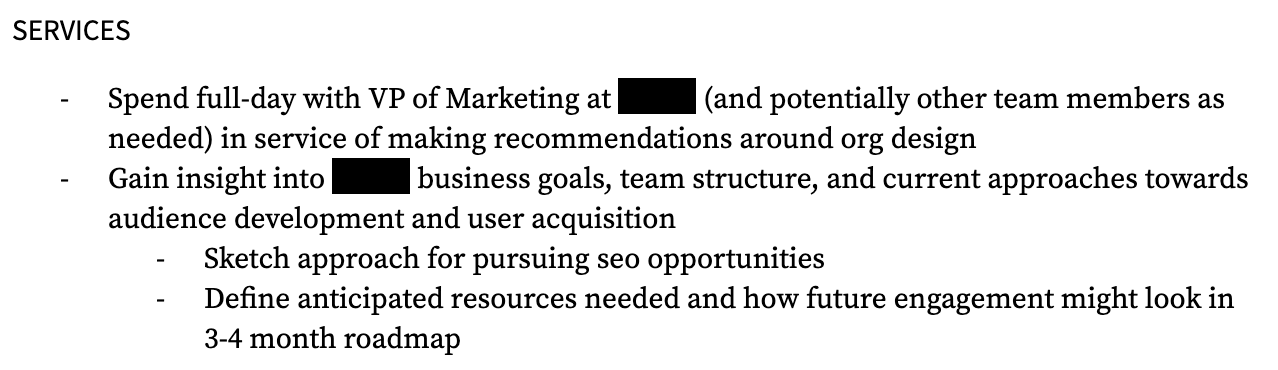 SERVICES
- Spend full-day with VP of Marketing at (and potentially other team members as
needed) in service of making recommendations around org design
- Gain insight into business goals, team structure, and current approaches towards
audience development and user acquisition
- Sketch approach for pursuing seo opportunities
- Define anticipated resources needed and how future engagement might look in
3-4 month roadmap